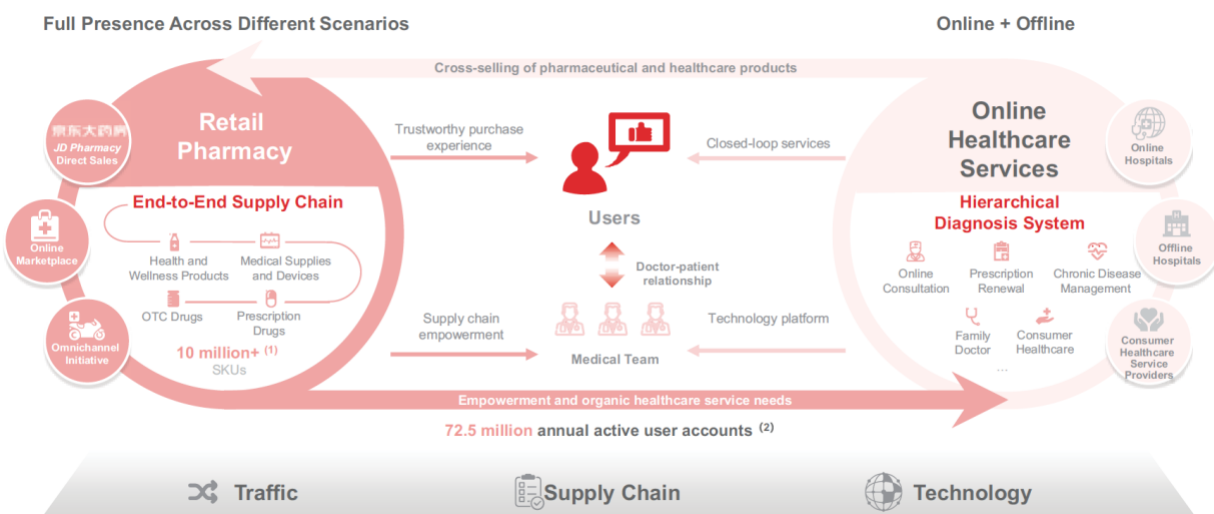 Full Presence Across Different Scenarios
Online + Offline
Cross-selling of pharmaceutical and healthcare products
京东大药房
JD Pharmacy
Direct Sales
Online
Marketplace
Omnichannel
Initiative
Retail
Pharmacy
End-to-End Supply Chain
Health and
Wellness Products
Medical Supplies
and Devices
OTC Drugs
Prescription
Drugs
10 million+ (1)
SKUs
Trustworthy purchase
experience
Supply chain
empowerment
Users
Doctor-patient
relationship
Medical Team
Closed-loop services
Technology platform
Online
Healthcare
Services
Hierarchical
Diagnosis System
Online
Consultation
Prescription
Renewal
Chronic Disease
Management
Family
Doctor
Consumer
Healthcare
...
Online
Hospitals
Offline
Hospitals
Consumer
Healthcare
Service
Providers
Empowerment and organic healthcare service needs
72.5 million annual active user accounts (2)
Traffic
Supply Chain
Technology